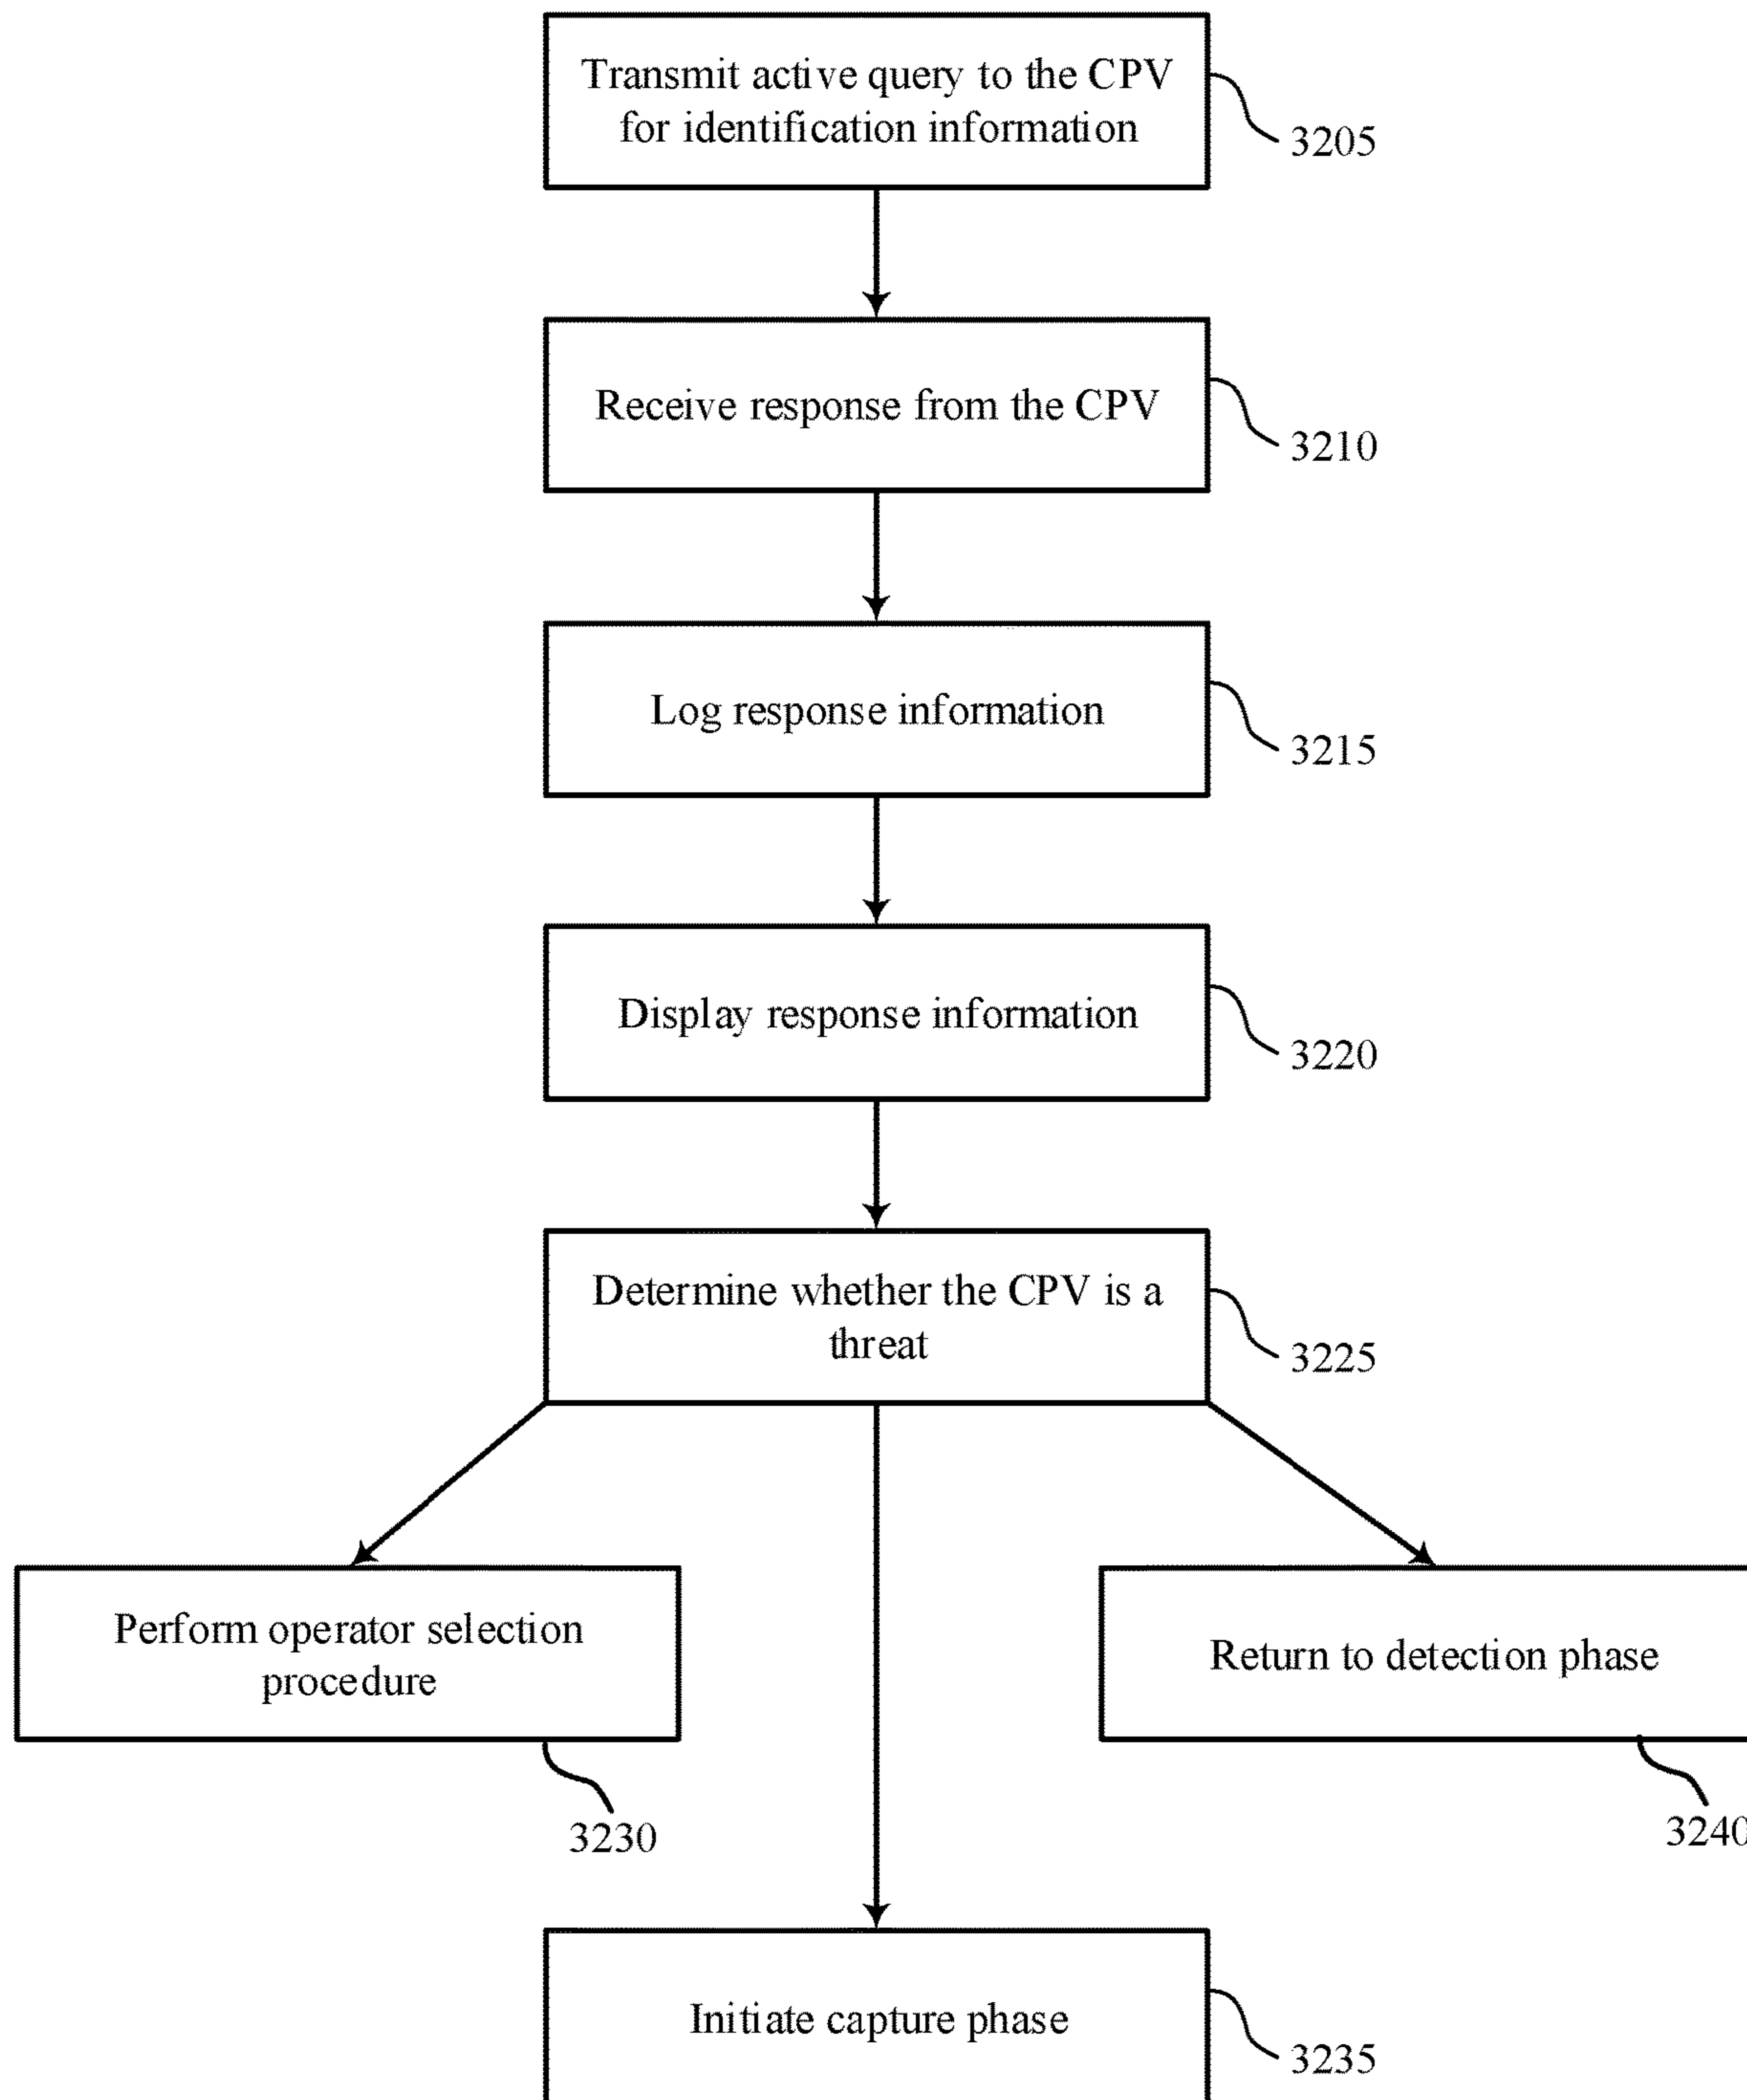 Transmit active query to the CPV
for identification information
3205
Receive response from the CPV
3210
Log response information
3215
Display response information
3220
Determine whether the CPV is a
threat
3225
Perform operator selection
procedure
3230
Return to detection phase
3240
Initiate capture phase
3235